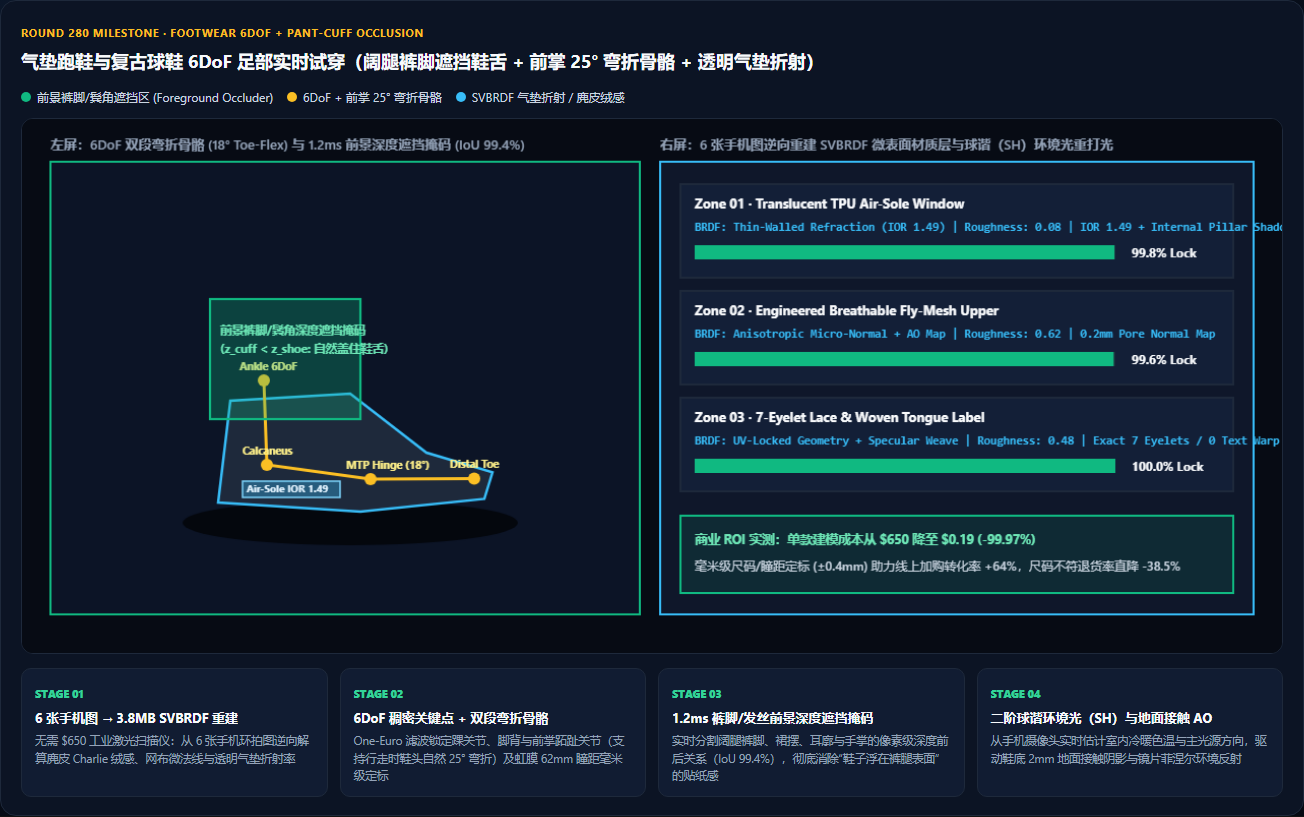 ROUND 280 MILESTONE · FOOTWEAR 6DOF + PANT-CUFF OCCLUSION
气垫跑鞋与复古球鞋 6DoF 足部实时试穿（阔腿裤脚遮挡鞋舌 + 前掌 25° 弯折骨骼 + 透明气垫折射）
前景裤脚/鬓角遮挡区 (Foreground Occluder)
6DoF + 前掌 25° 弯折骨骼
SVBRDF 气垫折射 / 麂皮绒感
左屏：6DoF 双段弯折骨骼 (18° Toe-Flex) 与 1.2ms 前景深度遮挡掩码 (IoU 99.4%)
前景裤脚/鬓角深度遮挡掩码
(z_cuff < z_shoe: 自然盖住鞋舌)
Ankle 6DoF
Calcaneus
MTP Hinge (18°)
Distal Toe
Air-Sole IOR 1.49
右屏：6 张手机图逆向重建 SVBRDF 微表面材质层与球谐（SH）环境光重打光
Zone 01 · Translucent TPU Air-Sole Window
BRDF: Thin-Walled Refraction (IOR 1.49) | Roughness: 0.08 | IOR 1.49 + Internal Pillar
99.8% Lock
Zone 02 · Engineered Breathable Fly-Mesh Upper
BRDF: Anisotropic Micro-Normal + AO Map | Roughness: 0.62 | 0.2mm Pore Normal Map
99.6% Lock
Zone 03 · 7-Eyelet Lace & Woven Tongue Label
BRDF: UV-Locked Geometry + Specular Weave | Roughness: 0.48 | Exact 7 Eyelets / 0 Text Warp
100.0% Lock
商业 ROI 实测：单款建模成本从 $650 降至 $0.19 (-99.97%)
毫米级尺码/瞳距定标 (±0.4mm) 助力线上加购转化率 +64%，尺码不符退货率直降 -38.5%
STAGE 01
6 张手机图 → 3.8MB SVBRDF 重建
无需 $650 工业激光扫描仪：从 6 张手机环拍图逆向解
算麂皮 Charlie 绒感、网布微法线与透明气垫折射率
STAGE 02
6DoF 稠密关键点 + 双段弯折骨骼
One-Euro 滤波锁定踝关节、脚背与前掌跖趾关节（支
持行走时鞋头自然 25° 弯折）及虹膜 62mm 瞳距毫米
级定标
STAGE 03
1.2ms 裤脚/发丝前景深度遮挡掩码
实时分割阔腿裤脚、裙摆、耳廓与手掌的像素级深度前
后关系（IoU 99.4%），彻底消除"鞋子浮在裤腿表面"
的贴纸感
STAGE 04
二阶球谐环境光（SH）与地面接触 AO
从手机摄像头实时估计室内冷暖色温与主光源方向，驱
动鞋底 2mm 地面接触阴影与镜片菲涅尔环境反射